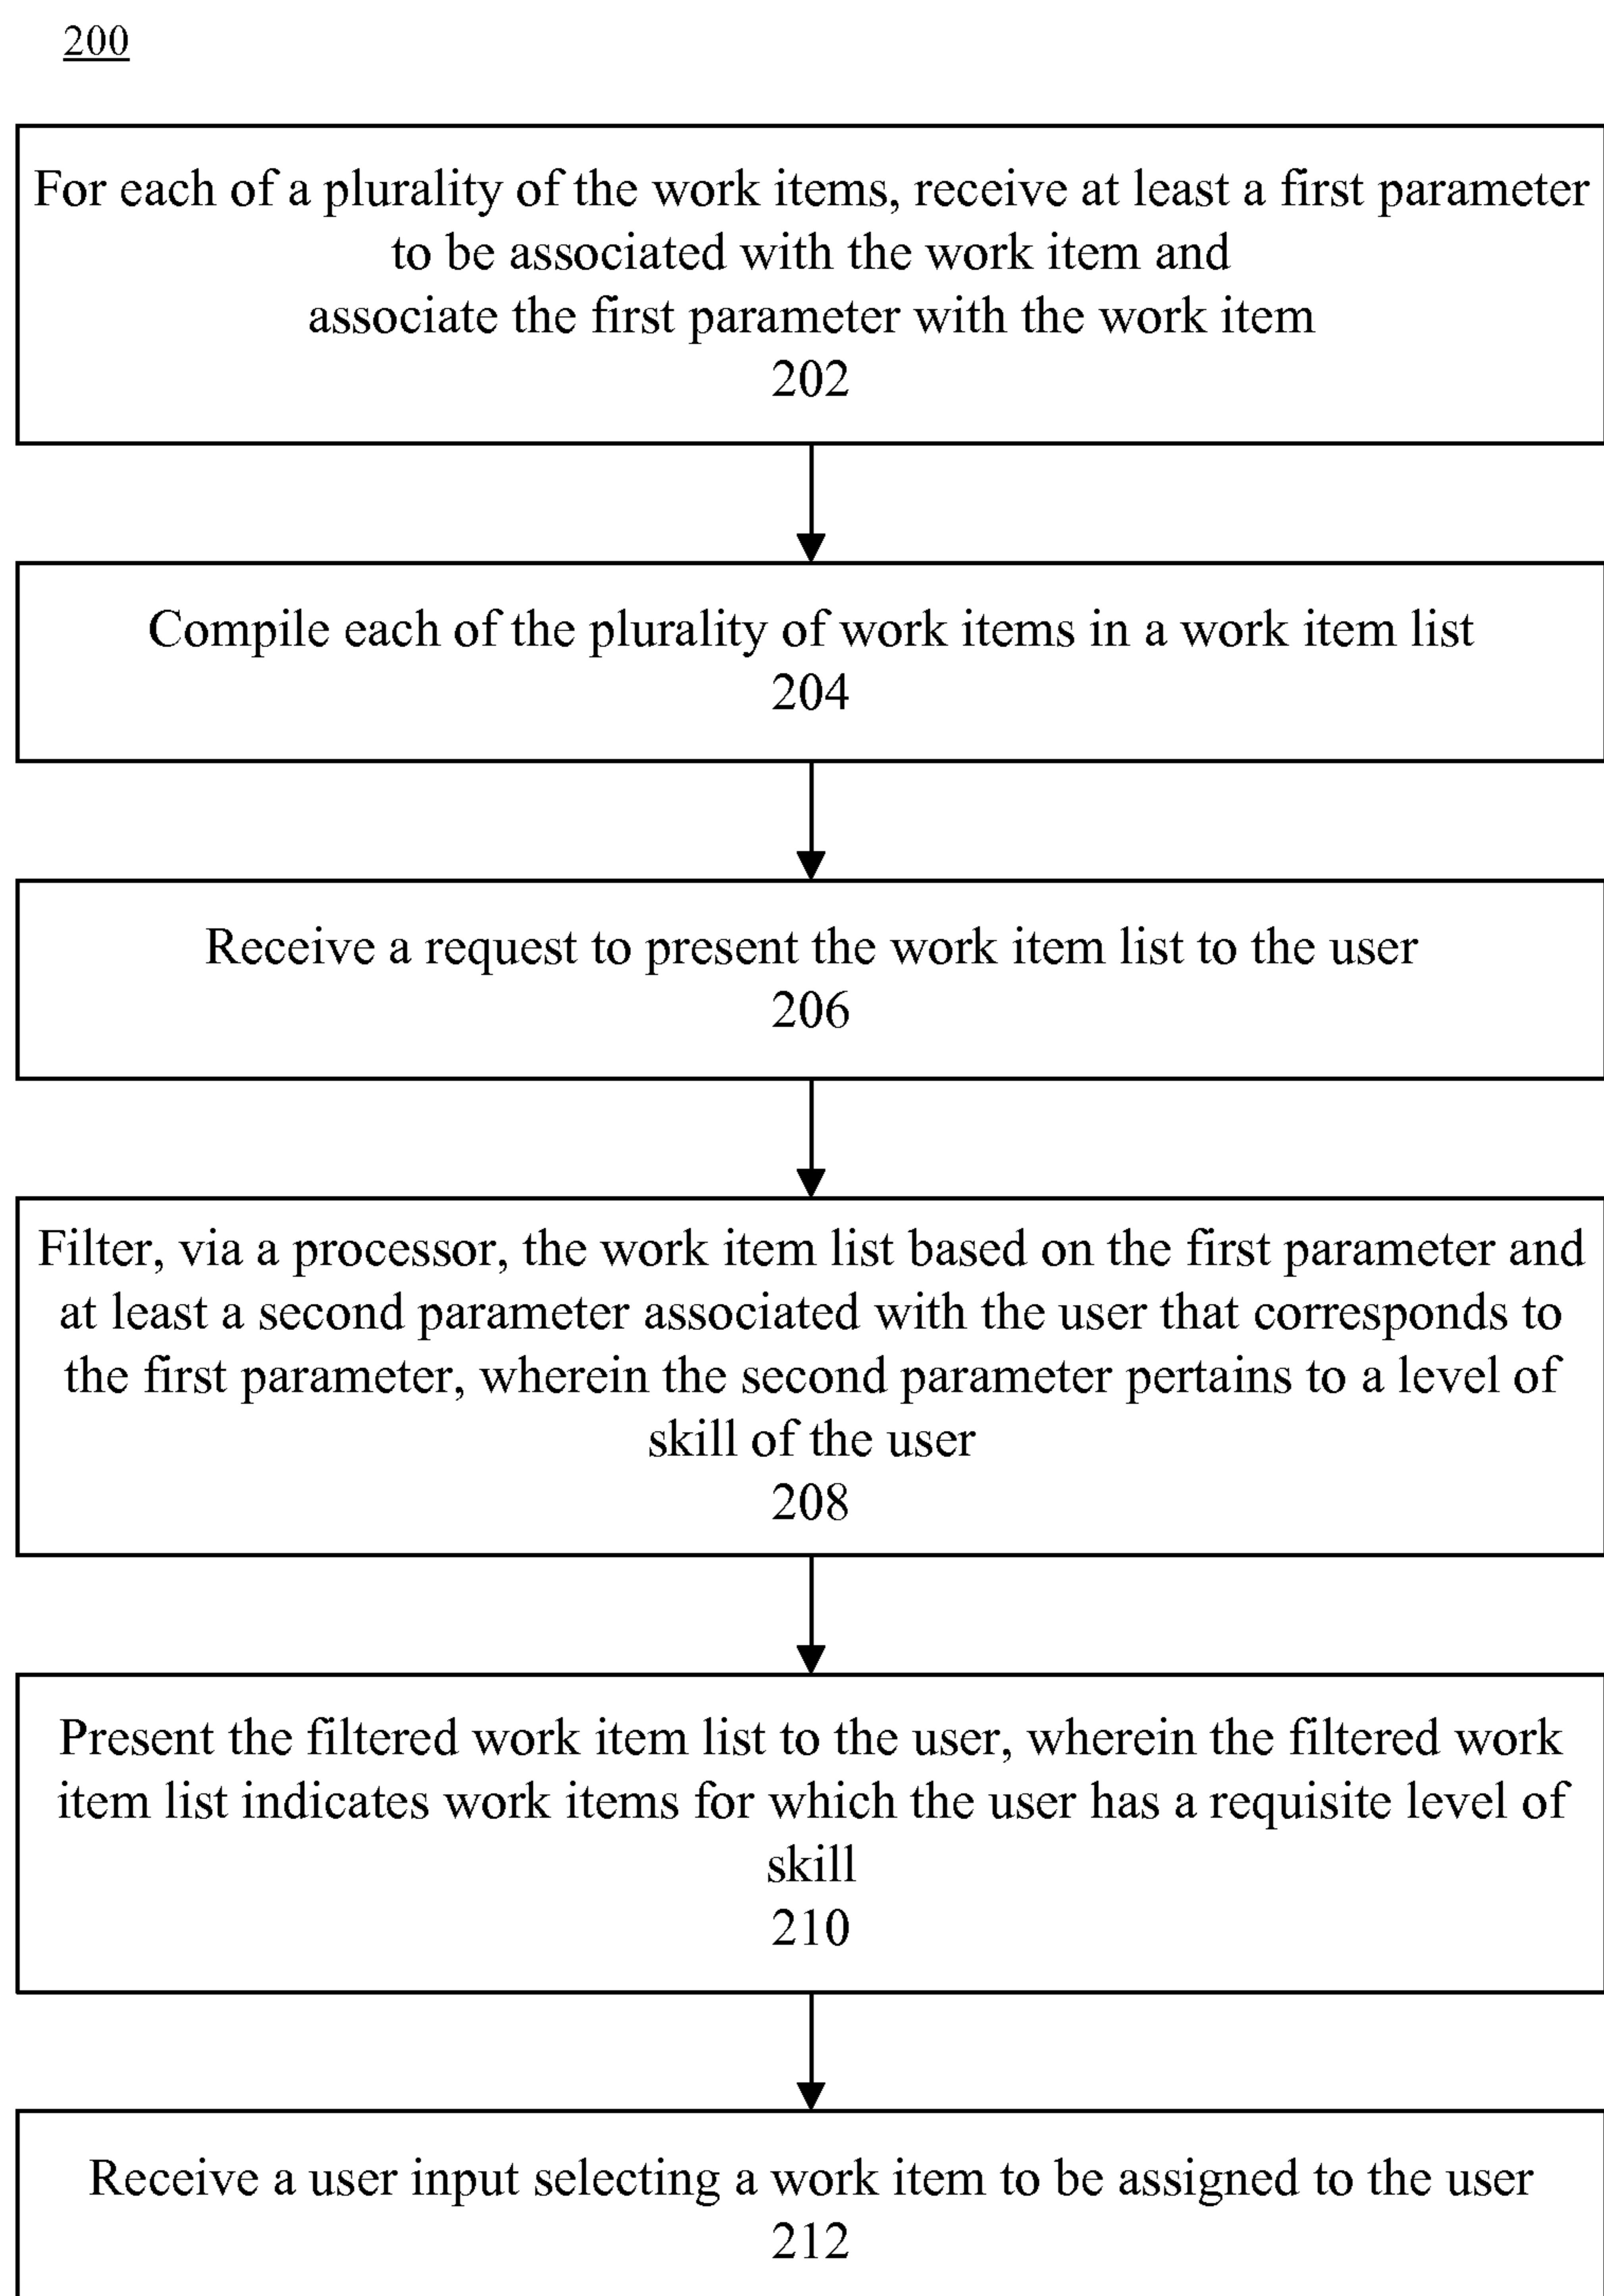 200
For each of a plurality of the work items, receive at least a first parameter
to be associated with the work item and
associate the first parameter with the work item
202
Compile each of the plurality of work items in a work item list
204
Receive a request to present the work item list to the user
206
Filter, via a processor, the work item list based on the first parameter and
at least a second parameter associated with the user that corresponds to
the first parameter, wherein the second parameter pertains to a level of
skill of the user
208
Present the filtered work item list to the user, wherein the filtered work
item list indicates work items for which the user has a requisite level of
skill
210
Receive a user input selecting a work item to be assigned to the user
212